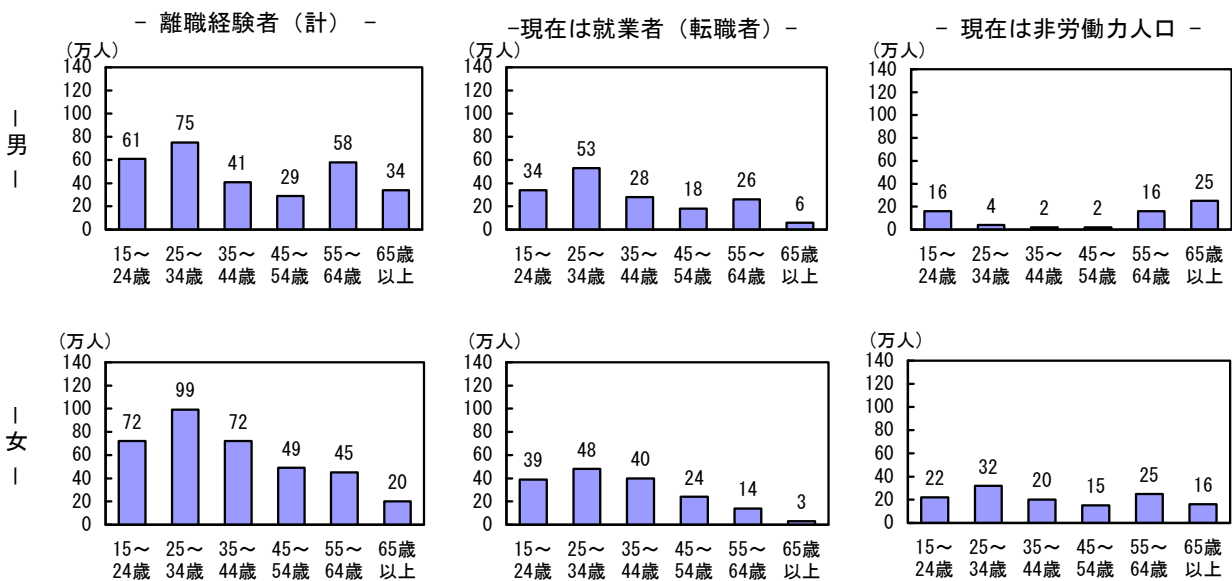 − 離職経験者（計） −
−現在は就業者（転職者）−
− 現在は非労働力人口 −
｜
男
｜
(万人)
140
120
100
80
60
40
20
0
61
75
41
29
58
34
15～
24歳
25～
34歳
35～
44歳
45～
54歳
55～
64歳
65歳
以上
(万人)
140
120
100
80
60
40
20
0
34
53
28
18
26
6
15～
24歳
25～
34歳
35～
44歳
45～
54歳
55～
64歳
65歳
以上
(万人)
140
120
100
80
60
40
20
0
16
4
2
2
16
25
15～
24歳
25～
34歳
35～
44歳
45～
54歳
55～
64歳
65歳
以上
｜
女
｜
(万人)
140
120
100
80
60
40
20
0
72
99
72
49
45
20
15～
24歳
25～
34歳
35～
44歳
45～
54歳
55～
64歳
65歳
以上
(万人)
140
120
100
80
60
40
20
0
39
48
40
24
14
3
15～
24歳
25～
34歳
35～
44歳
45～
54歳
55～
64歳
65歳
以上
(万人)
140
120
100
80
60
40
20
0
22
32
20
15
25
16
15～
24歳
25～
34歳
35～
44歳
45～
54歳
55～
64歳
65歳
以上